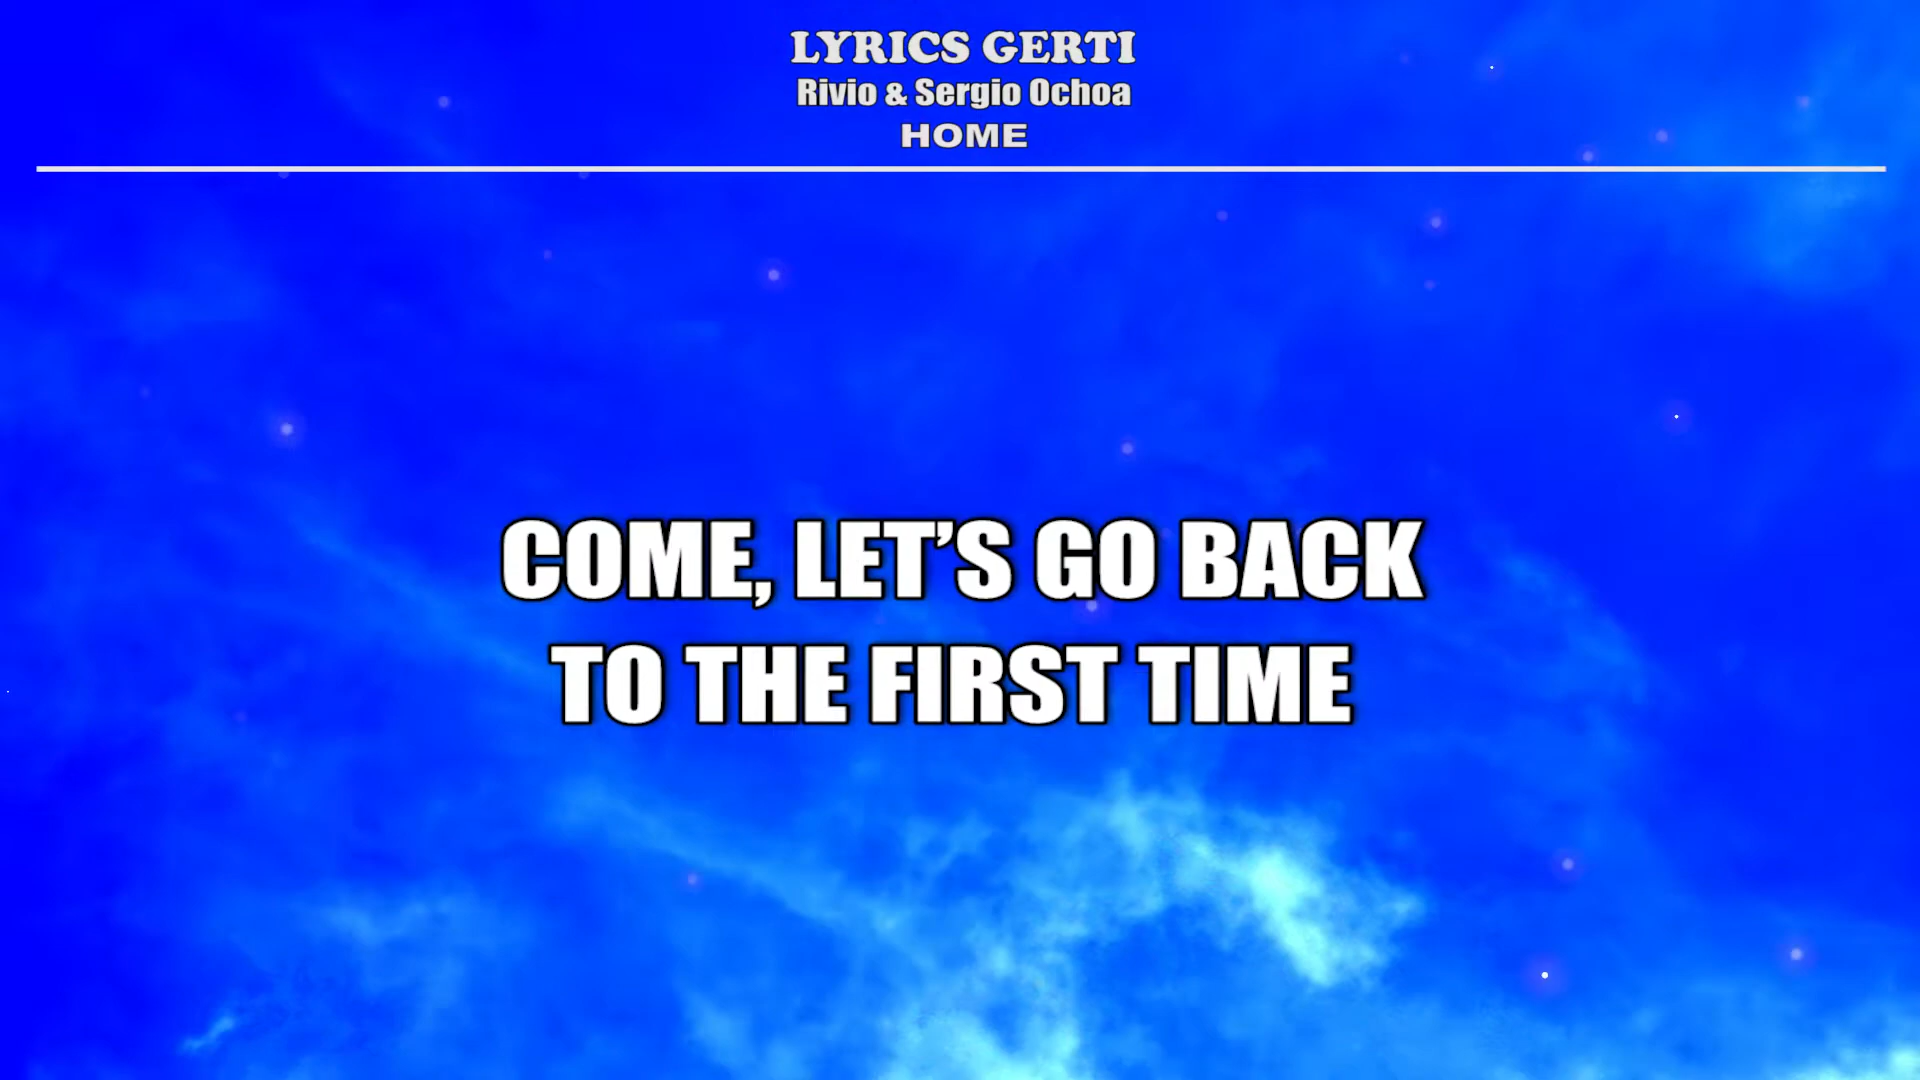 LYRICS GERTI
Rivio & Sergio Ochoa
HOME
COME, LET'S GO BACK
TO THE FIRST TIME